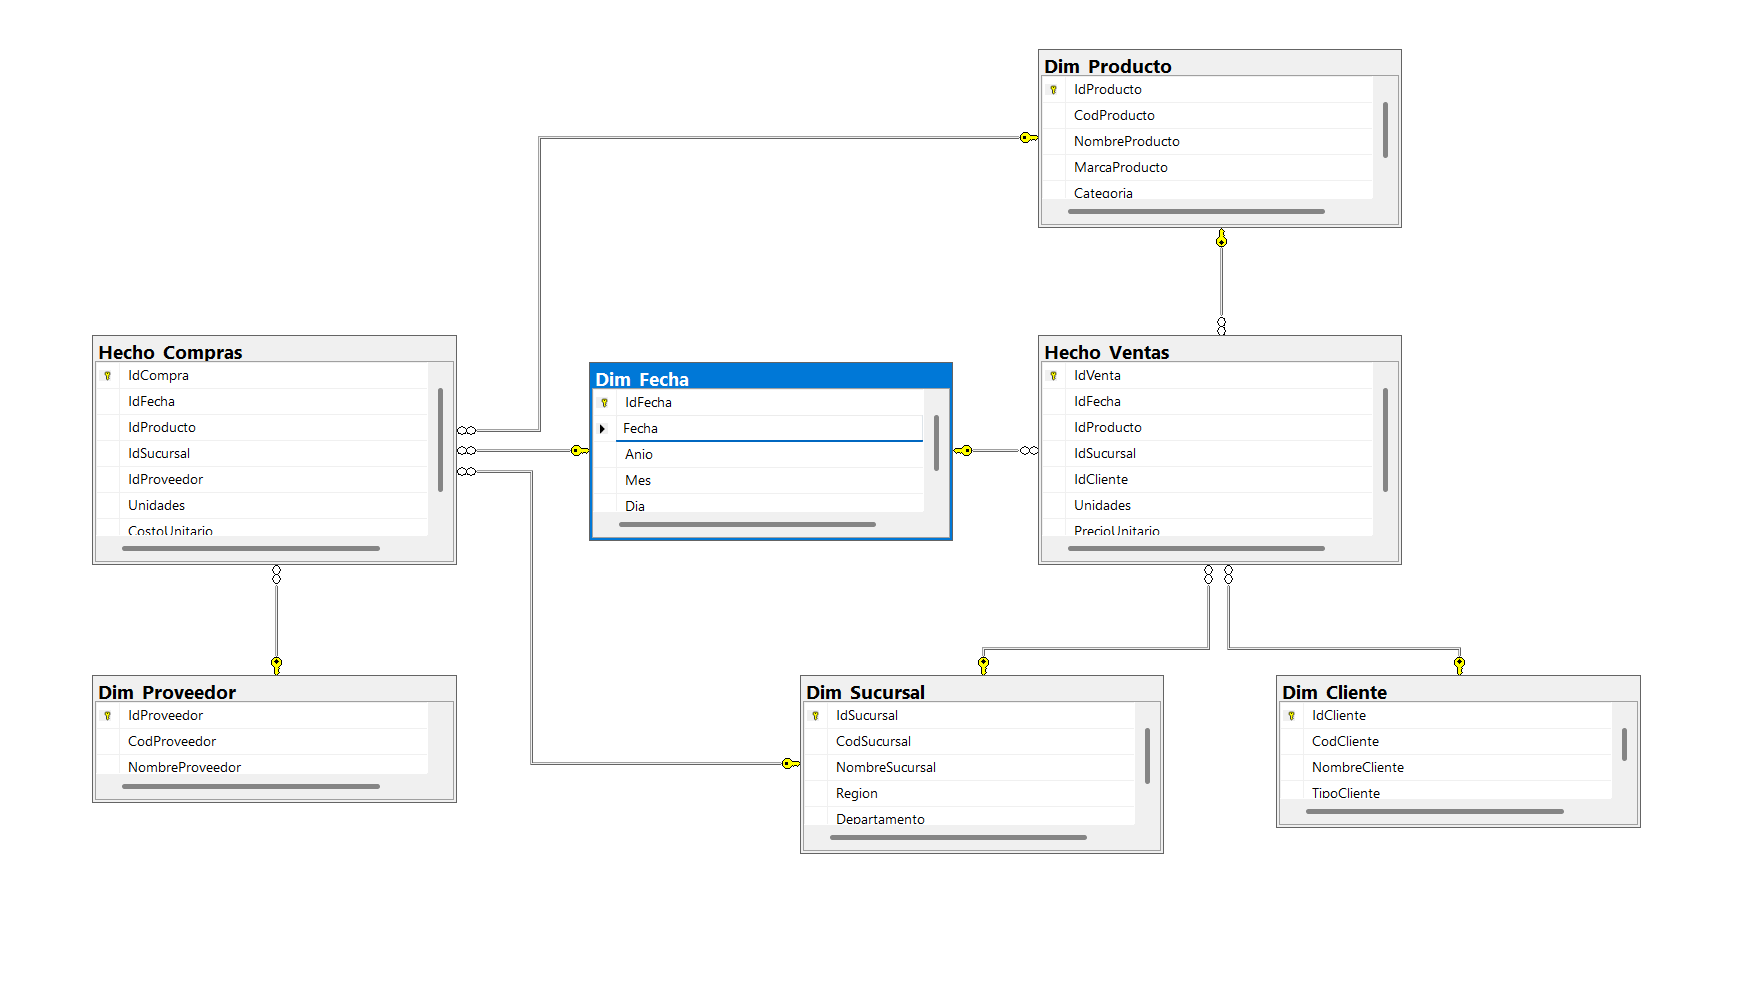 Dim_Producto
IdProducto
CodProducto
NombreProducto
MarcaProducto
Categoria
Hecho_Compras
IdCompra
IdFecha
IdProducto
IdSucursal
IdProveedor
Unidades
CostoUnitario
Dim_Fecha
IdFecha
Fecha
Anio
Mes
Dia
Hecho_Ventas
IdVenta
IdFecha
IdProducto
IdSucursal
IdCliente
Unidades
PrecioUnitario
Dim_Proveedor
IdProveedor
CodProveedor
NombreProveedor
Dim_Sucursal
IdSucursal
CodSucursal
NombreSucursal
Region
Departamento
Dim_Cliente
IdCliente
CodCliente
NombreCliente
TipoCliente